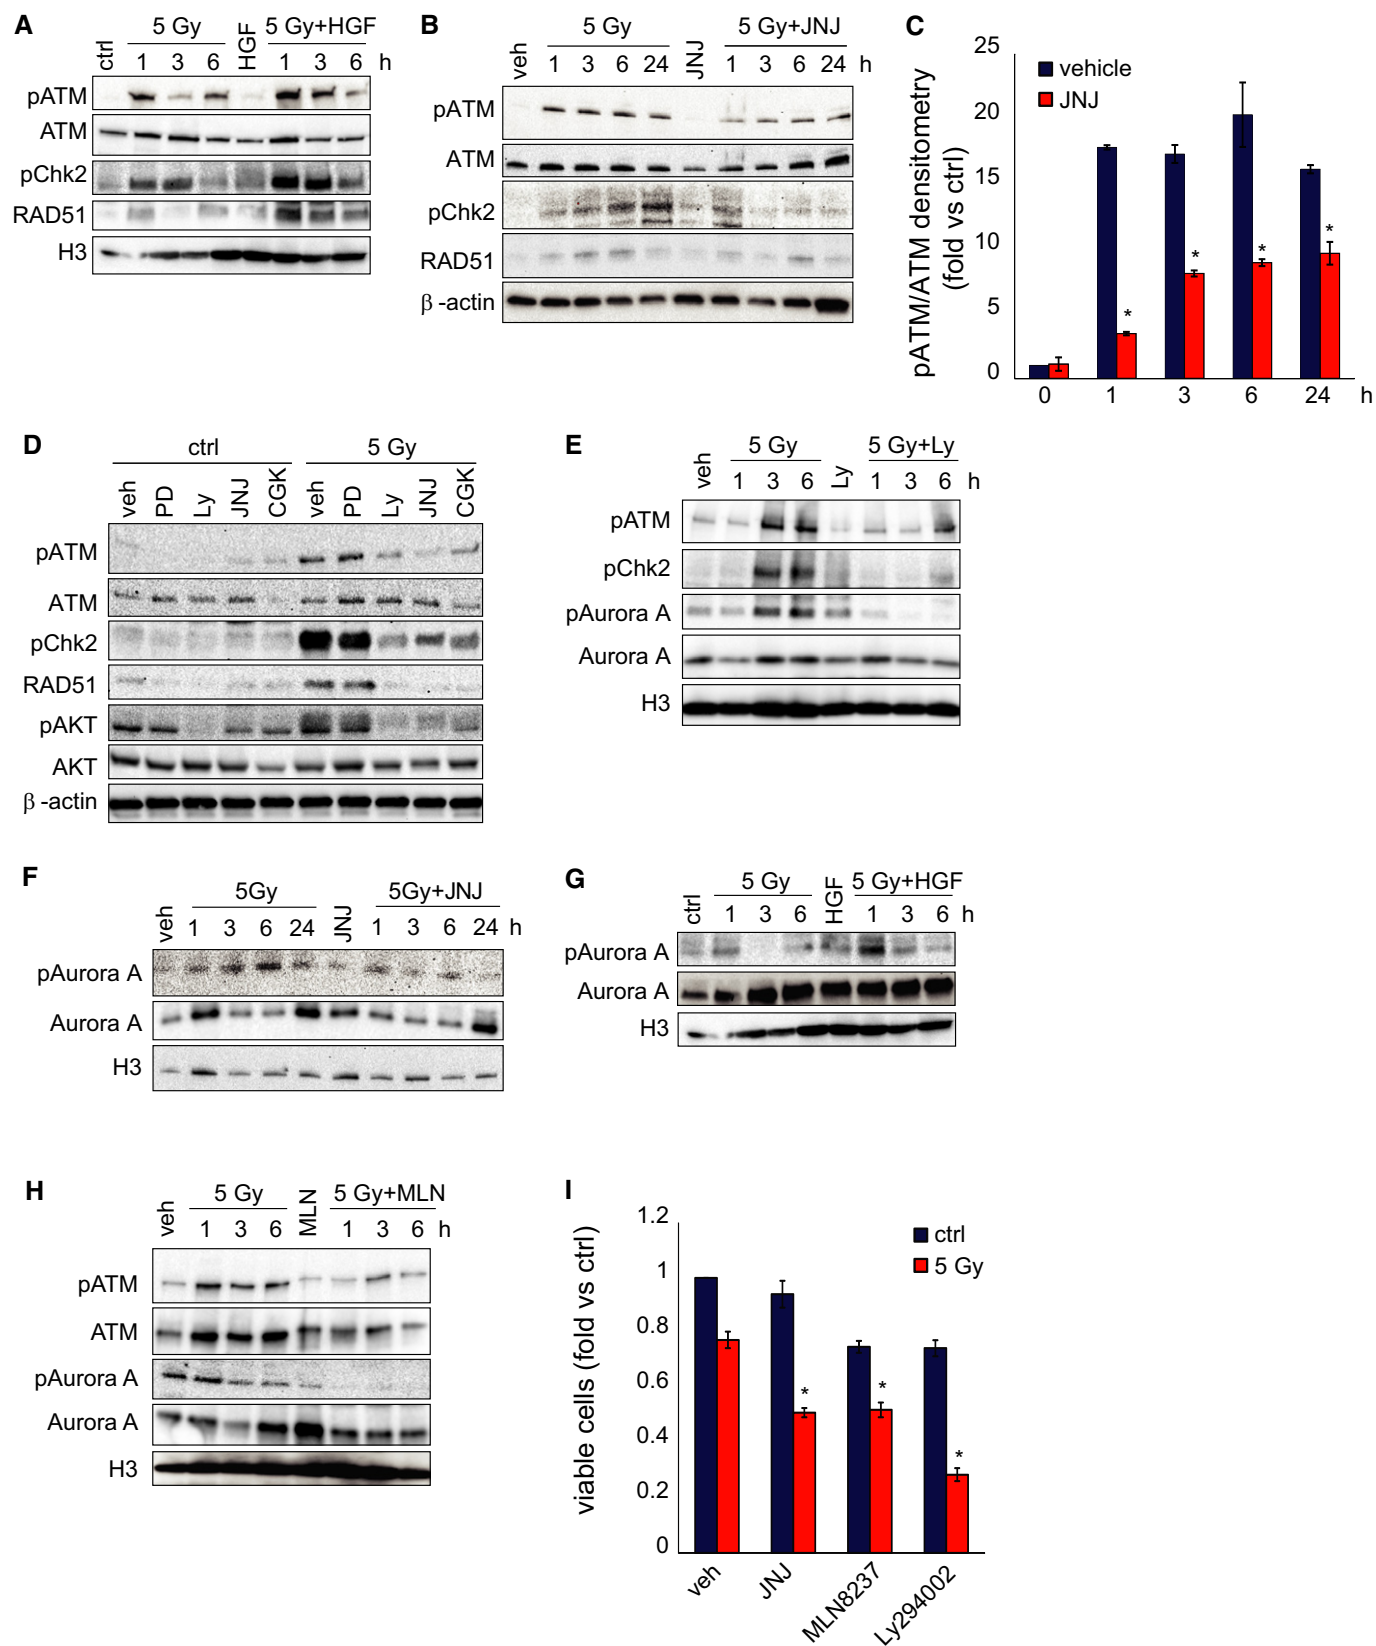 A
5 Gy
5 Gy+HGF
ctrl
1 3 6
HGF
1 3 6 h
pATM
ATM
pChk2
RAD51
H3
B
5 Gy
5 Gy+JNJ
veh
1 3 6 24
JNJ
1 3 6 24 h
pATM
ATM
pChk2
RAD51
β -actin
C
25
20
15
10
5
0
pATM/ATM densitometry
(fold vs ctrl)
vehicle
JNJ
*
*
*
*
0 1 3 6 24 h
D
ctrl
5 Gy
veh PD Ly JNJ CGK veh PD Ly JNJ CGK
pATM
ATM
pChk2
RAD51
pAKT
AKT
β -actin
E
5 Gy
5 Gy+Ly
veh
1 3 6
Ly
1 3 6 h
pATM
pChk2
pAurora A
Aurora A
H3
F
5Gy
5Gy+JNJ
veh
1 3 6 24
JNJ
1 3 6 24 h
pAurora A
Aurora A
H3
G
5 Gy
5 Gy+HGF
ctrl
1 3 6
HGF
1 3 6 h
pAurora A
Aurora A
H3
H
5 Gy
5 Gy+MLN
veh
1 3 6
MLN
1 3 6 h
pATM
ATM
pAurora A
Aurora A
H3
I
1.2
1
0.8
0.6
0.4
0.2
0
viable cells (fold vs ctrl)
ctrl
5 Gy
*
*
*
veh JNJ MLN8237 Ly294002